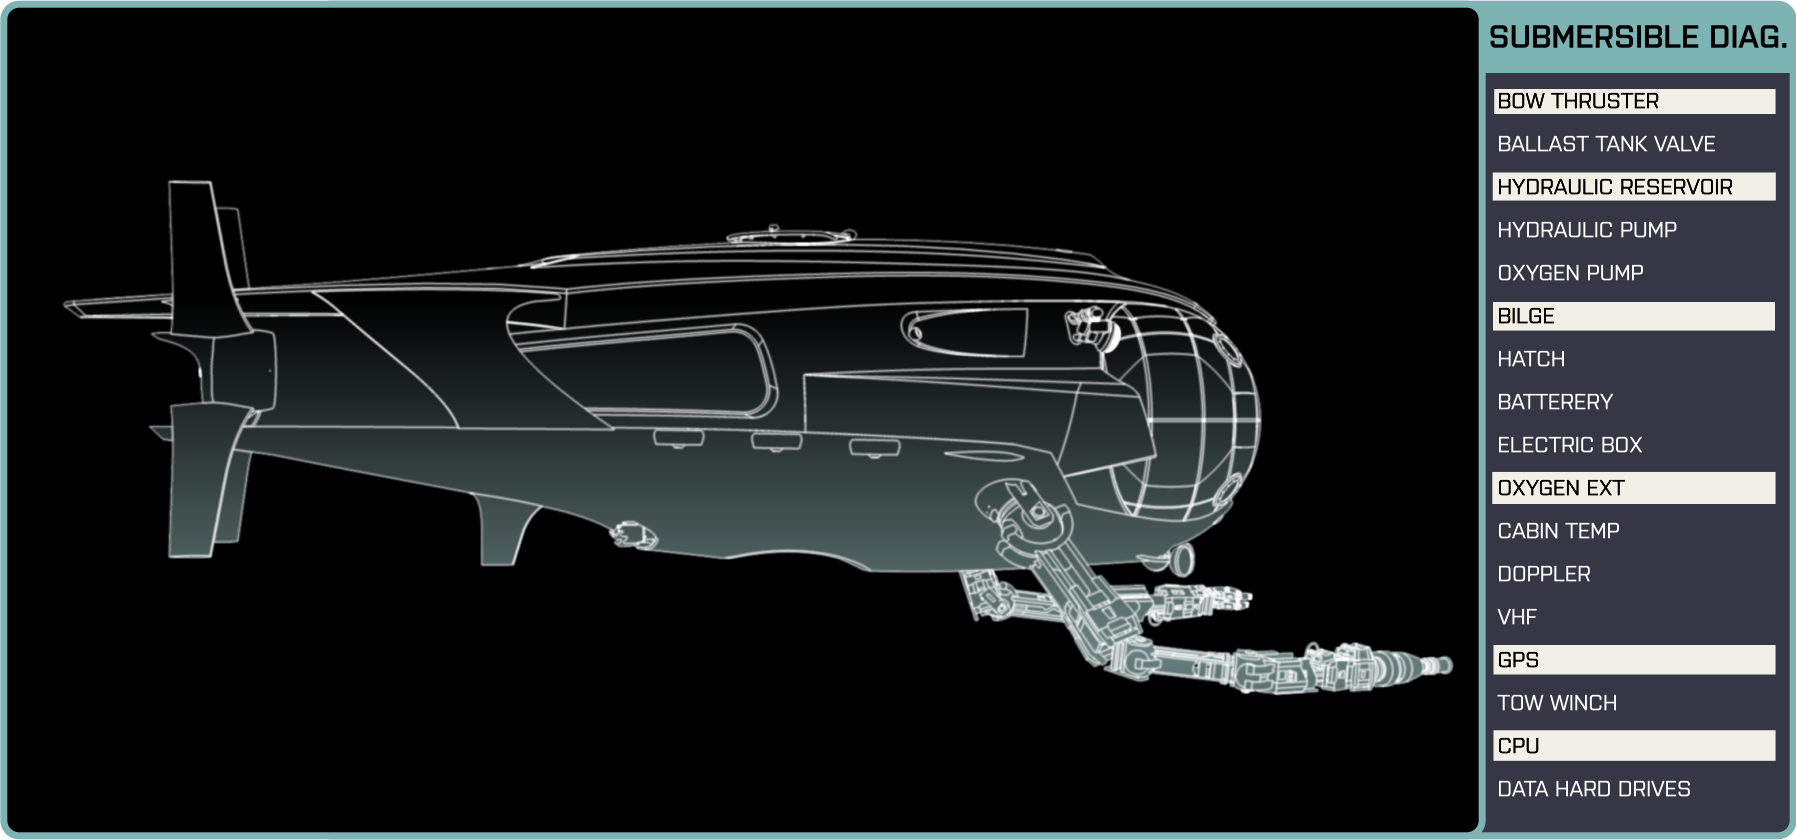 SUBMERSIBLE DIAG.
BOW THRUSTER
BALLAST TANK VALVE
HYDRAULIC RESERVOIR
HYDRAULIC PUMP
OXYGEN PUMP
BILGE
HATCH
BATTERERY
ELECTRIC BOX
OXYGEN EXT
CABIN TEMP
DOPPLER
VHF
GPS
TOW WINCH
CPU
DATA HARD DRIVES